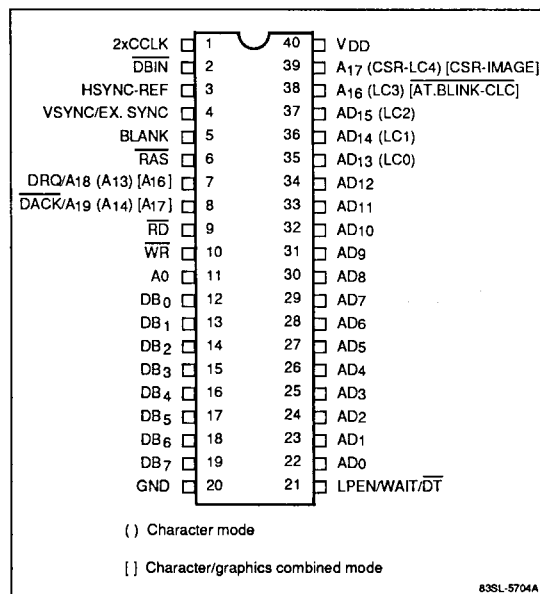 2xCCLK 1 40 VDD
DBIN 2 39 A17 (CSR-LC4) [CSR-IMAGE]
HSYNC-REF 3 38 A16 (LC3) [AT.BLINK-CLC]
VSYNC/EX. SYNC 4 37 AD15 (LC2)
BLANK 5 36 AD14 (LC1)
RAS 6 35 AD13 (LC0)
DRQ/A18 (A13) [A16] 7 34 AD12
DACK/A19 (A14) [A17] 8 33 AD11
RD 9 32 AD10
WR 10 31 AD9
A0 11 30 AD8
DB0 12 29 AD7
DB1 13 28 AD6
DB2 14 27 AD5
DB3 15 26 AD4
DB4 16 25 AD3
DB5 17 24 AD2
DB6 18 23 AD1
DB7 19 22 AD0
GND 20 21 LPEN/WAIT/DT
( ) Character mode
[ ] Character/graphics combined mode
83SL-5704A